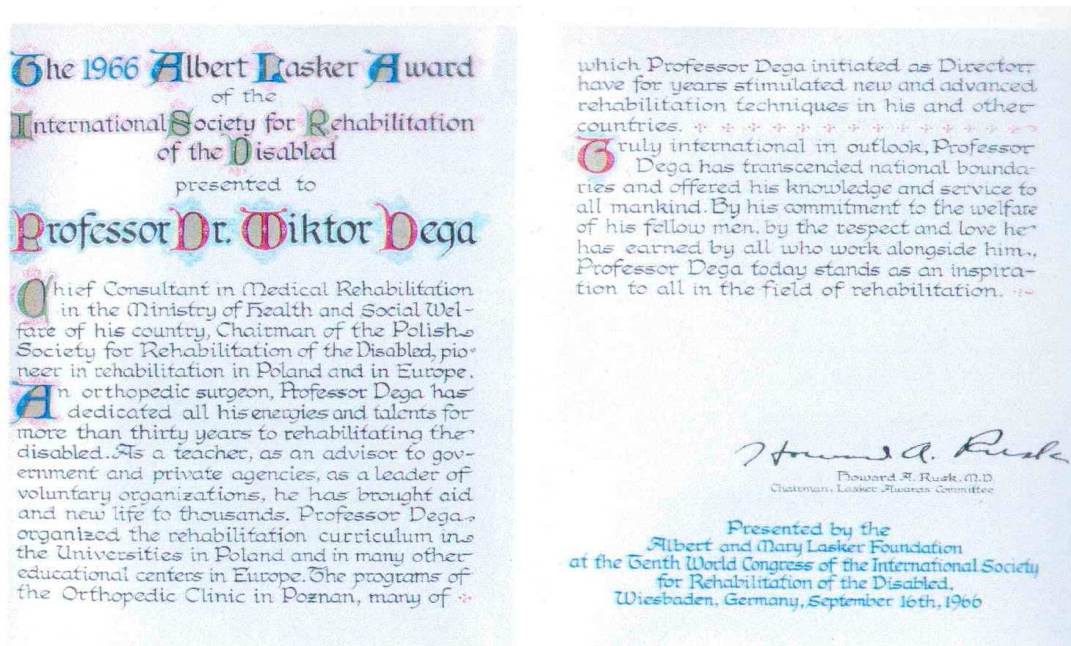 The 1966 Albert Lasker Award
of the
International Society for Rehabilitation
of the Disabled
presented to
Professor Dr. Wiktor Dega
Chief Consultant in Medical Rehabilitation
in the Ministry of Health and Social Wel-
fare of his country, Chairman of the Polish
Society for Rehabilitation of the Disabled, pio-
neer in rehabilitation in Poland and in Europe.
An orthopedic surgeon, Professor Dega has
dedicated all his energies and talents for
more than thirty years to rehabilitating the
disabled. As a teacher, as an advisor to gov-
ernment and private agencies, as a leader of
voluntary organizations, he has brought aid
and new life to thousands. Professor Dega
organized the rehabilitation curriculum in
the Universities in Poland and in many other
educational centers in Europe. The programs of
the Orthopedic Clinic in Poznan, many of
which Professor Dega initiated as Director,
have for years stimulated new and advanced
rehabilitation techniques in his and other
countries.
Truly international in outlook, Professor
Dega has transcended national bounda-
ries and offered his knowledge and service to
all mankind. By his commitment to the welfare
of his fellow men, by the respect and love he
has earned by all who work alongside him,
Professor Dega today stands as an inspira-
tion to all in the field of rehabilitation.
Howard A. Rusk
Howard A. Rusk, M.D.
Chairman, Lasker Awards Committee
Presented by the
Albert and Mary Lasker Foundation
at the Tenth World Congress of the International Society
for Rehabilitation of the Disabled,
Wiesbaden, Germany, September 16th, 1966